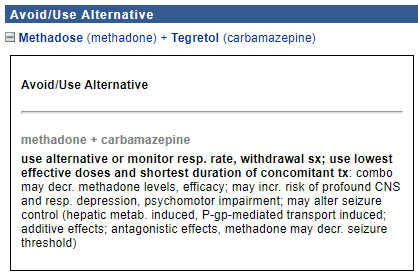 Avoid/Use Alternative
Methadose (methadone) + Tegretol (carbamazepine)
Avoid/Use Alternative
methadone + carbamazepine
use alternative or monitor resp. rate, withdrawal sx; use lowest
effective doses and shortest duration of concomitant tx: combo
may decr. methadone levels, efficacy; may incr. risk of profound CNS
and resp. depression, psychomotor impairment; may alter seizure
control (hepatic metab. induced, P-gp-mediated transport induced;
additive effects; antagonistic effects, methadone may decr. seizure
threshold)